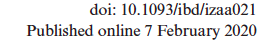 doi: 10.1093/ibd/izaa021
Published online 7 February 2020